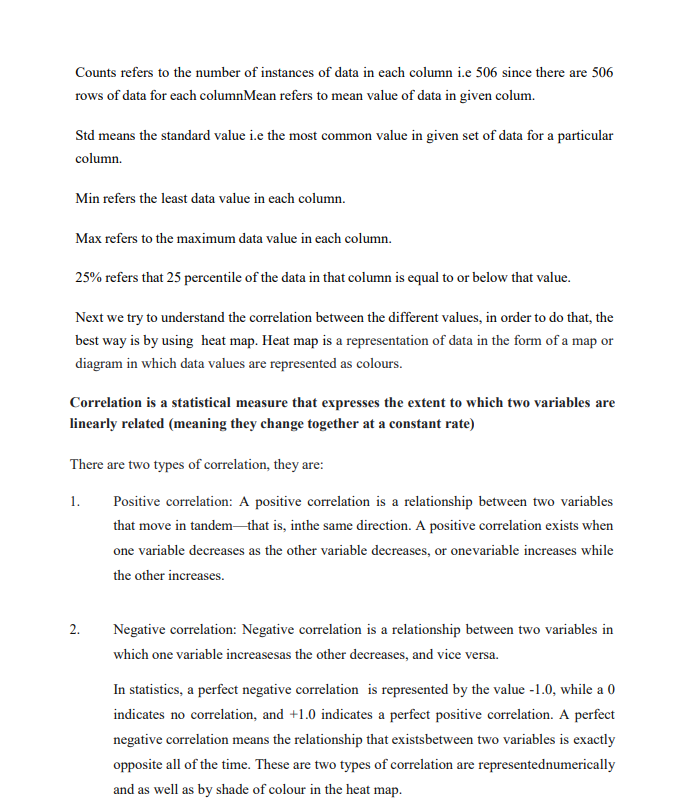 Counts refers to the number of instances of data in each column i.e 506 since there are 506
rows of data for each columnMean refers to mean value of data in given colum.
Std means the standard value i.e the most common value in given set of data for a particular
column.
Min refers the least data value in each column.
Max refers to the maximum data value in each column.
25% refers that 25 percentile of the data in that column is equal to or below that value.
Next we try to understand the correlation between the different values, in order to do that, the
best way is by using heat map. Heat map is a representation of data in the form of a map or
diagram in which data values are represented as colours.
Correlation is a statistical measure that expresses the extent to which two variables are
linearly related (meaning they change together at a constant rate)
There are two types of correlation, they are:
1. Positive correlation: A positive correlation is a relationship between two variables
that move in tandem—that is, inthe same direction. A positive correlation exists when
one variable decreases as the other variable decreases, or onevariable increases while
the other increases.
2. Negative correlation: Negative correlation is a relationship between two variables in
which one variable increasesas the other decreases, and vice versa.
In statistics, a perfect negative correlation is represented by the value -1.0, while a 0
indicates no correlation, and +1.0 indicates a perfect positive correlation. A perfect
negative correlation means the relationship that existsbetween two variables is exactly
opposite all of the time. These are two types of correlation are representednumerically
and as well as by shade of colour in the heat map.